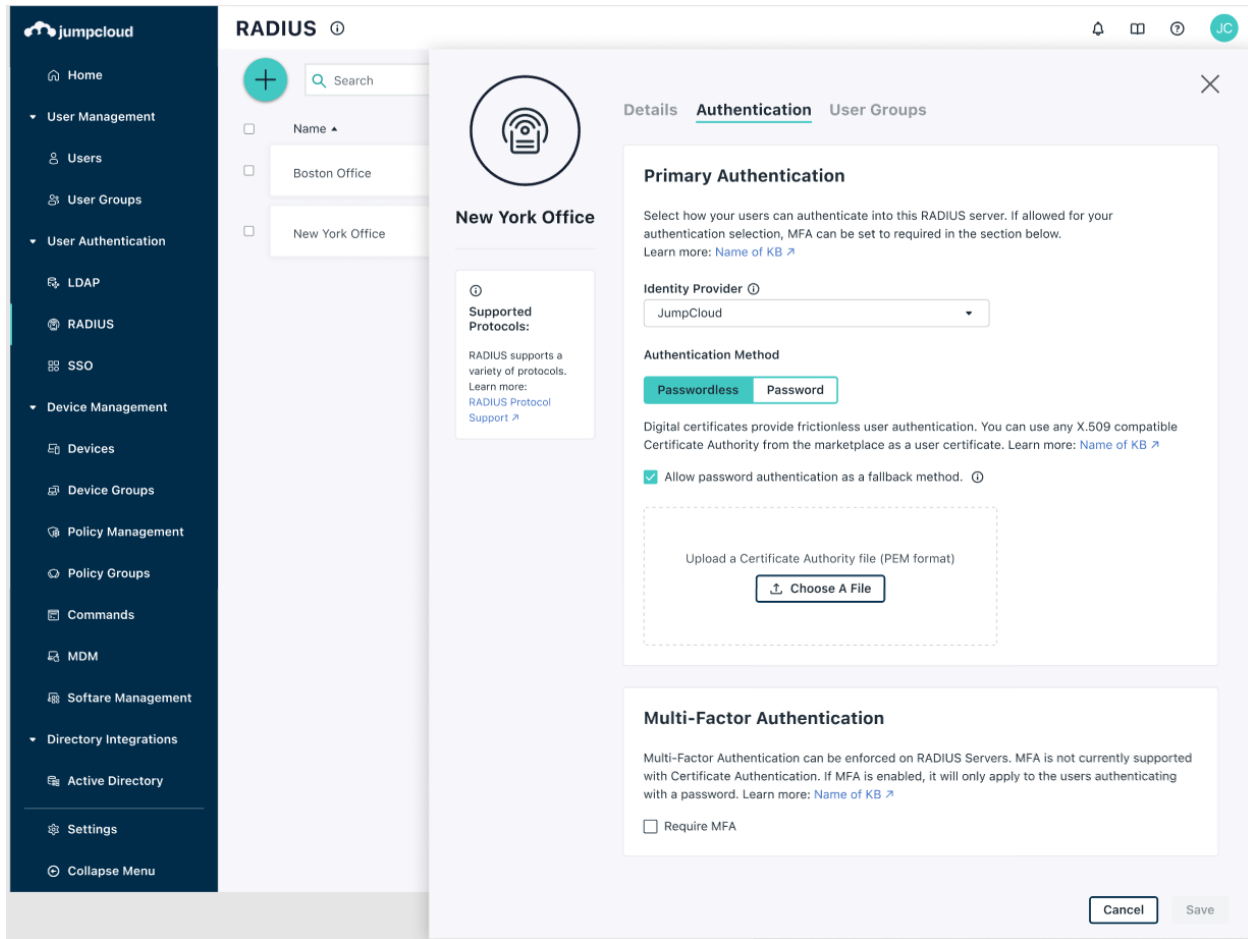 jumpcloud
Home
User Management
Users
User Groups
User Authentication
LDAP
RADIUS
SSO
Device Management
Devices
Device Groups
Policy Management
Policy Groups
Commands
MDM
Softare Management
Directory Integrations
Active Directory
Settings
Collapse Menu
RADIUS
JC
Search
Name
Boston Office
New York Office
New York Office
Supported
Protocols:
RADIUS supports a
variety of protocols.
Learn more:
RADIUS Protocol
Support
Details Authentication User Groups
Primary Authentication
Select how your users can authenticate into this RADIUS server. If allowed for your
authentication selection, MFA can be set to required in the section below.
Learn more: Name of KB
Identity Provider
JumpCloud
Authentication Method
Passwordless Password
Digital certificates provide frictionless user authentication. You can use any X.509 compatible
Certificate Authority from the marketplace as a user certificate. Learn more: Name of KB
Allow password authentication as a fallback method.
Upload a Certificate Authority file (PEM format)
Choose A File
Multi-Factor Authentication
Multi-Factor Authentication can be enforced on RADIUS Servers. MFA is not currently supported
with Certificate Authentication. If MFA is enabled, it will only apply to the users authenticating
with a password. Learn more: Name of KB
Require MFA
Cancel Save